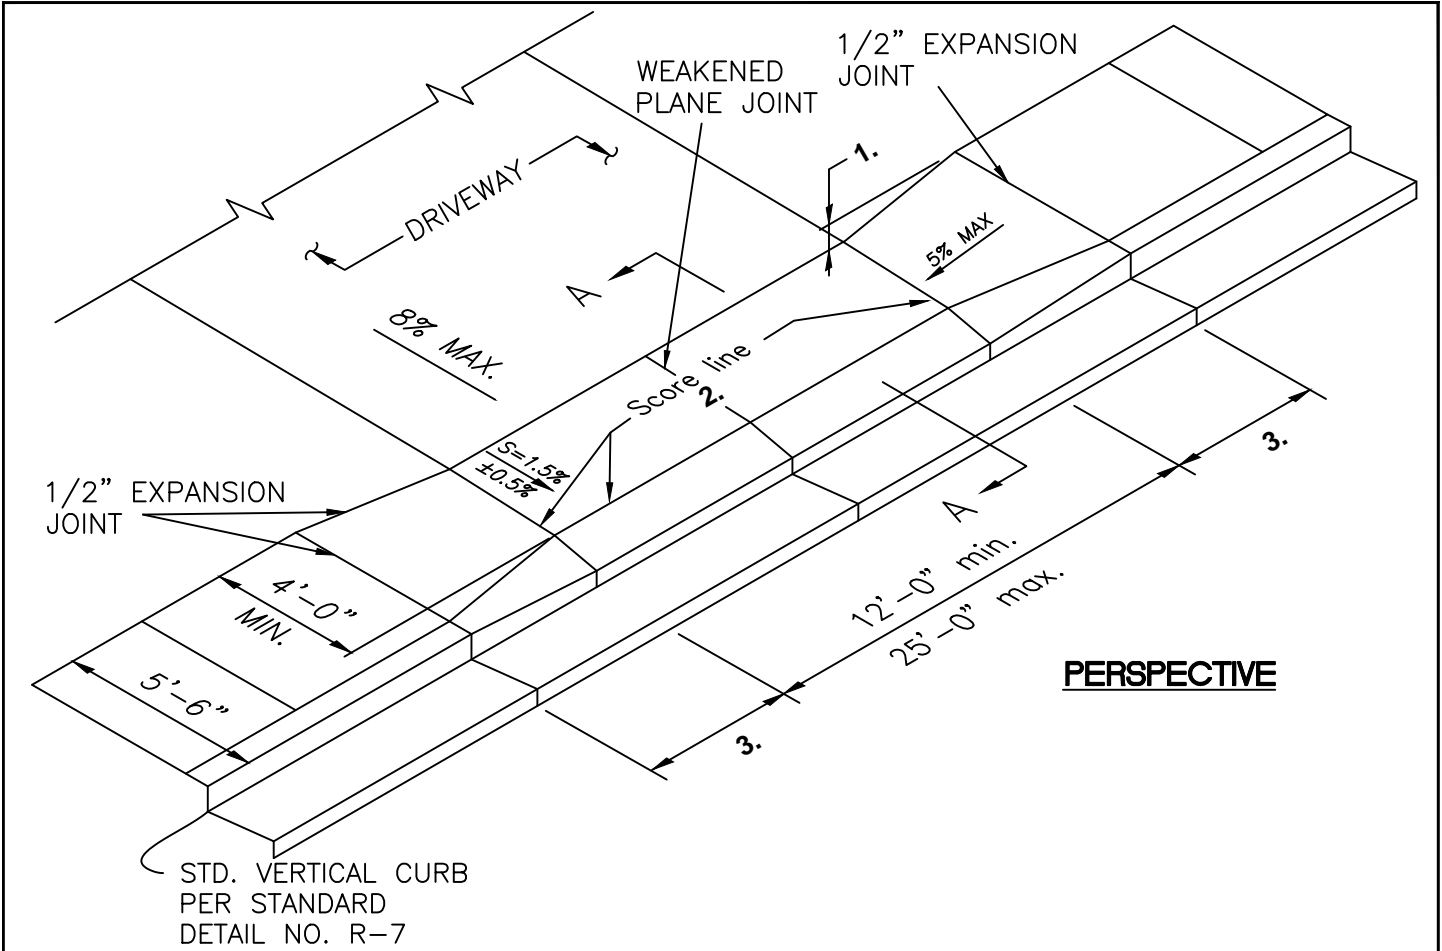 1/2” EXPANSION
JOINT
WEAKENED
PLANE JOINT
1.
DRIVEWAY
5% MAX
A
8% MAX.
Score line
2.
S=1.5%
±0.5%
3.
1/2” EXPANSION
JOINT
A
4’-0”
MIN.
12’-0” min.
25’-0” max.
5’-6”
PERSPECTIVE
3.
STD. VERTICAL CURB
PER STANDARD
DETAIL NO. R-7